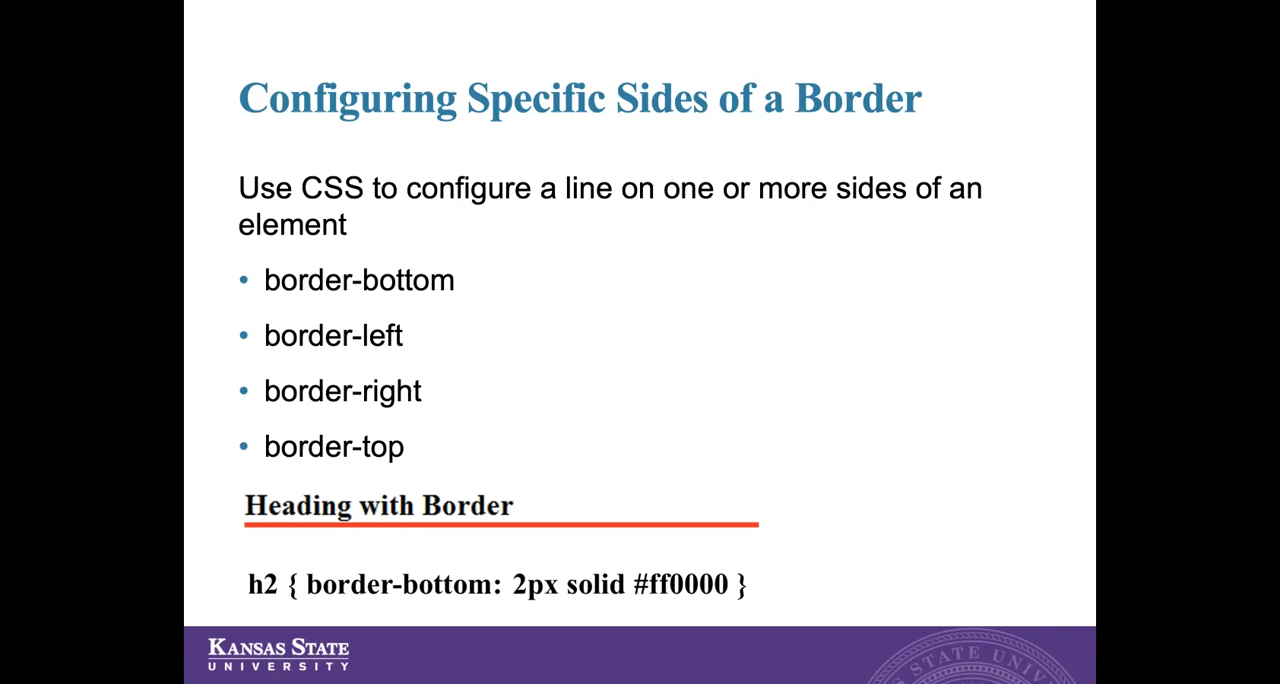 Configuring Specific Sides of a Border
Use CSS to configure a line on one or more sides of an
element
• border-bottom
• border-left
• border-right
• border-top
Heading with Border
h2 { border-bottom: 2px solid #ff0000 }
KANSAS STATE
UNIVERSITY
STATE UNIV